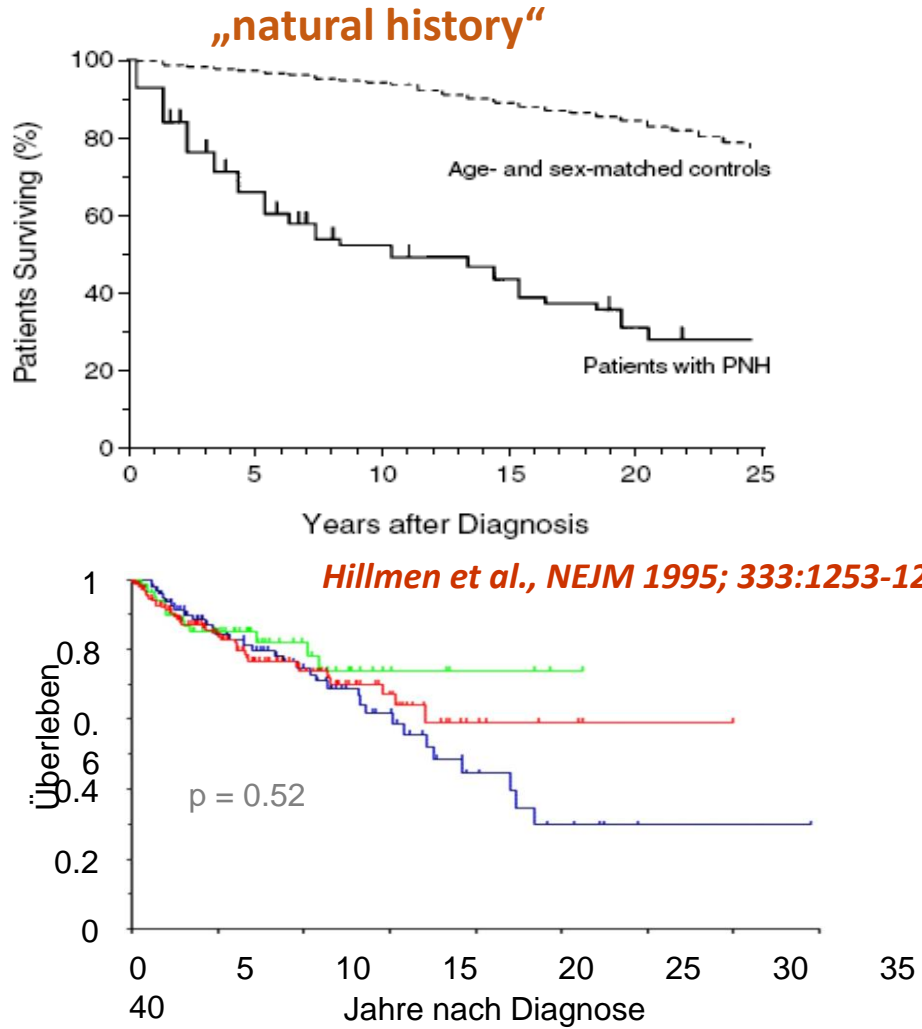 „natural history“
100
80
60
40
20
0
Patients Surviving (%)
Age- and sex-matched controls
Patients with PNH
0 5 10 15 20 25
Years after Diagnosis
Hillmen et al., NEJM 1995; 333:1253-12
1
0.8
0.
6
0.4
0.2
0
Überleben
p = 0.52
0 5 10 15 20 25 30 35
40
Jahre nach Diagnose